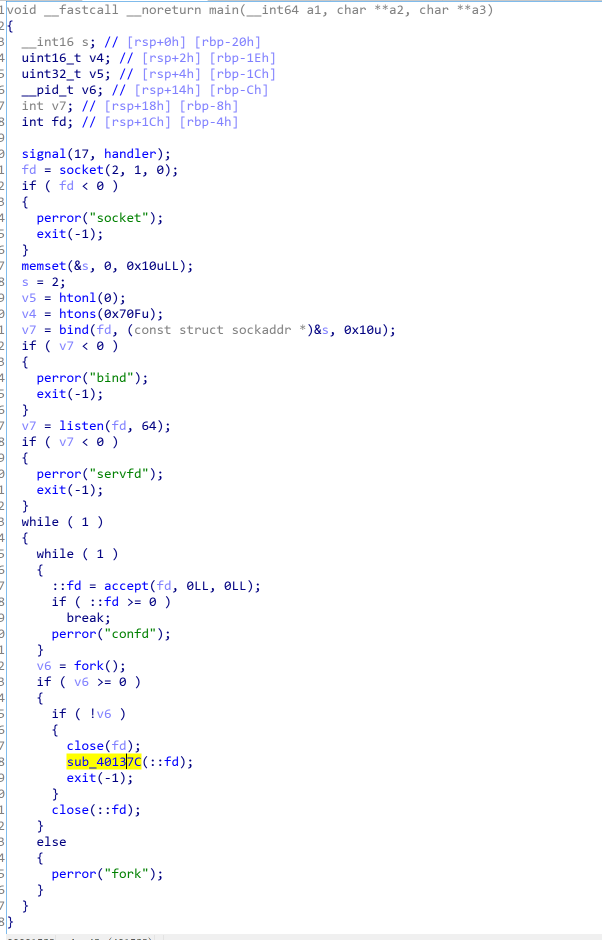 1void __fastcall __noreturn main(__int64 a1, char **a2, char **a3)
2{
3  __int16 s; // [rsp+0h] [rbp-20h]
4  uint16_t v4; // [rsp+2h] [rbp-1Eh]
5  uint32_t v5; // [rsp+4h] [rbp-1Ch]
6  __pid_t v6; // [rsp+14h] [rbp-Ch]
7  int v7; // [rsp+18h] [rbp-8h]
8  int fd; // [rsp+1Ch] [rbp-4h]
9
0  signal(17, handler);
1  fd = socket(2, 1, 0);
2  if ( fd < 0 )
3  {
4    perror("socket");
5    exit(-1);
6  }
7  memset(&s, 0, 0x10uLL);
8  s = 2;
9  v5 = htonl(0);
0  v4 = htons(0x70Fu);
1  v7 = bind(fd, (const struct sockaddr *)&s, 0x10u);
2  if ( v7 < 0 )
3  {
4    perror("bind");
5    exit(-1);
6  }
7  v7 = listen(fd, 64);
8  if ( v7 < 0 )
9  {
0    perror("servfd");
1    exit(-1);
2  }
3  while ( 1 )
4  {
5    while ( 1 )
6    {
7      ::fd = accept(fd, 0LL, 0LL);
8      if ( ::fd >= 0 )
9        break;
0      perror("confd");
1    }
2    v6 = fork();
3    if ( v6 >= 0 )
4    {
5      if ( !v6 )
6      {
7        close(fd);
8        sub_40137C(::fd);
9        exit(-1);
0      }
1      close(::fd);
2    }
3    else
4    {
5      perror("fork");
6    }
7  }
8}